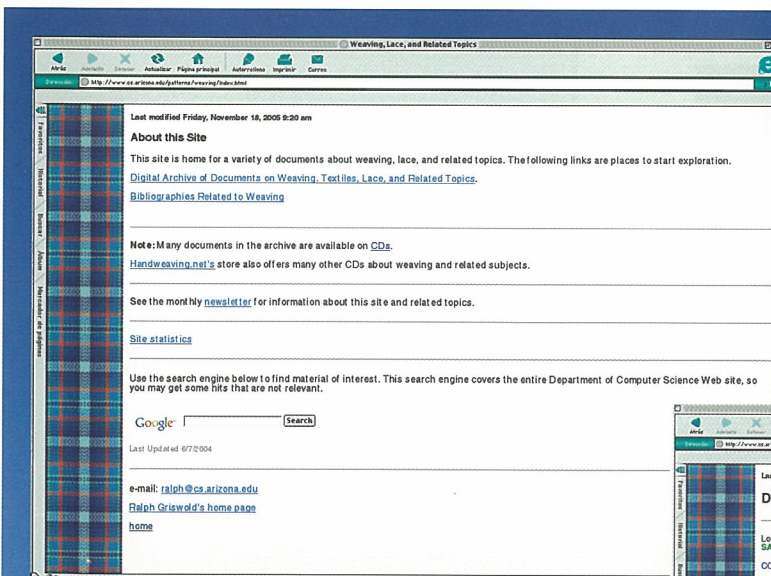 Weaving, Lace, and Related Topics
Atrás Adelante Detener Actualizar Página principal Autorrelleno Imprimir Correo
Dirección: http://www.cs.arizona.edu/patterns/weaving/index.html
Favoritos
Historial
Buscar
Álbum
Marcador de páginas
Last modified Friday, November 18, 2005 9:20 am
About this Site
This site is home for a variety of documents about weaving, lace, and related topics. The following links are places to start exploration.
Digital Archive of Documents on Weaving, Textiles, Lace, and Related Topics.
Bibliographies Related to Weaving
Note: Many documents in the archive are available on CDs.
Handweaving.net's store also offers many other CDs about weaving and related subjects.
See the monthly newsletter for information about this site and related topics.
Site statistics
Use the search engine below to find material of interest. This search engine covers the entire Department of Computer Science Web site, so
you may get some hits that are not relevant.
Google Search
Last Updated 6/7/2004
e-mail: ralph@cs.arizona.edu
Ralph Griswold's home page
home
Atrás Adelante Detener
Dirección: http://www.cs.ar
Favoritos
Historial